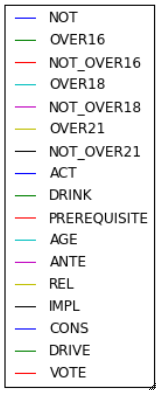 NOT
OVER16
NOT_OVER16
OVER18
NOT_OVER18
OVER21
NOT_OVER21
ACT
DRINK
PREREQUISITE
AGE
ANTE
REL
IMPL
CONS
DRIVE
VOTE